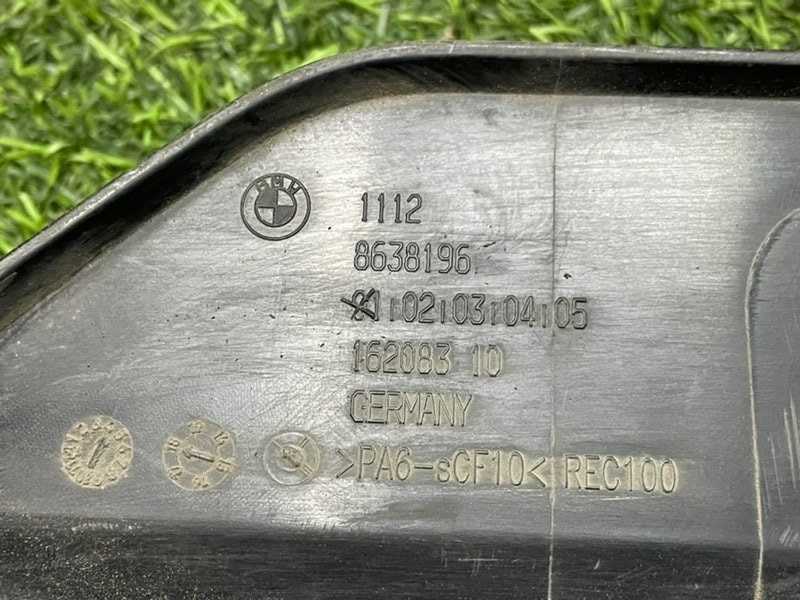 BMW
1112
8638196
01 02 03 04 05
162083 10
GERMANY
>PA6-sCF10< REC100